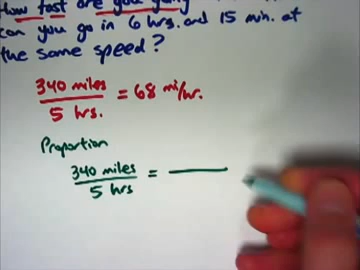 How fast are you going
can you go in 6 hrs. and 15 min. at
the same speed?
340 miles / 5 hrs. = 68 mi/hr.
Proportion
340 miles / 5 hrs =